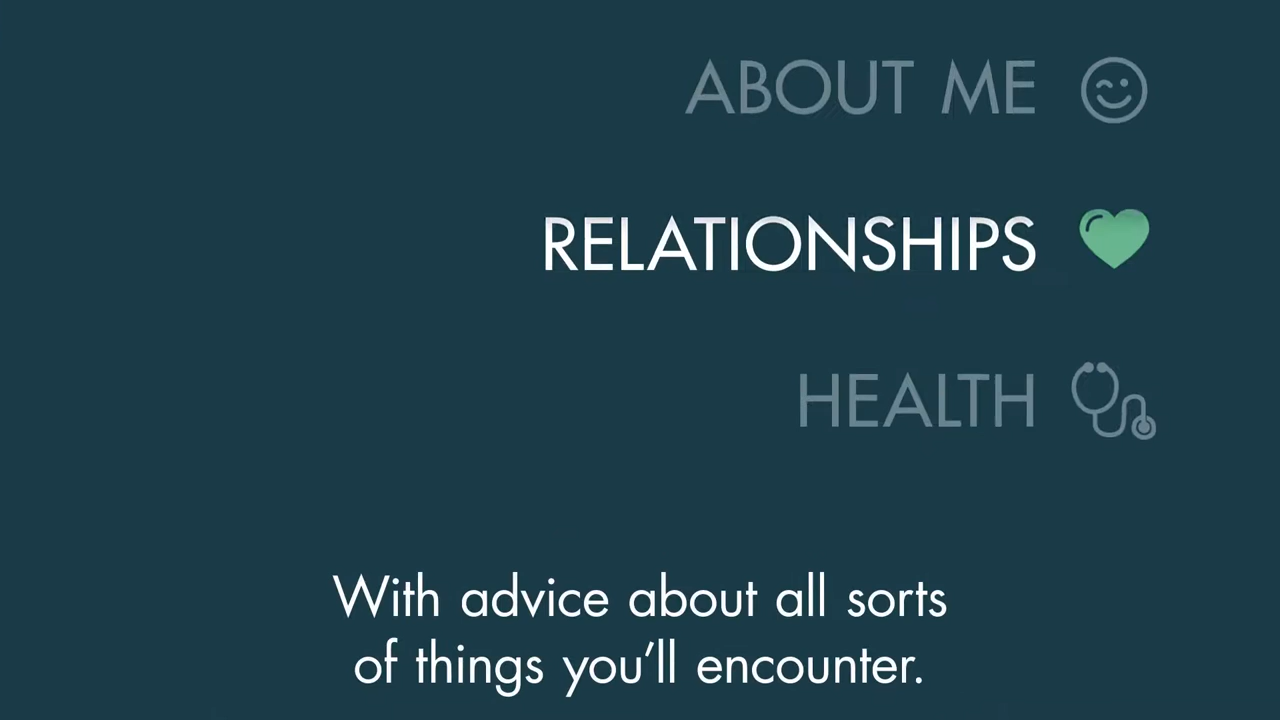 ABOUT ME
RELATIONSHIPS
HEALTH
With advice about all sorts
of things you’ll encounter.